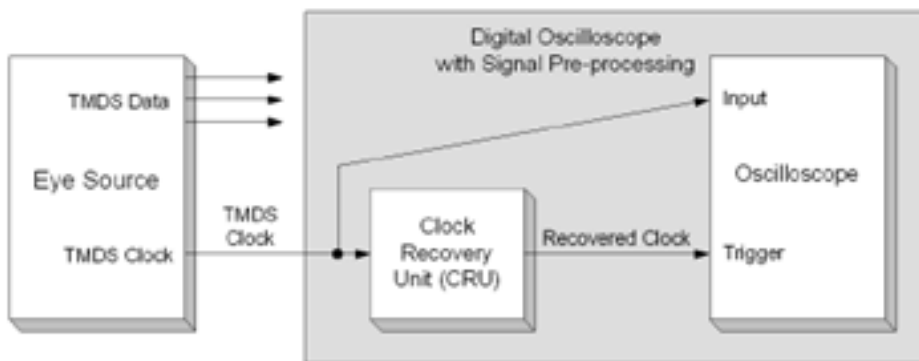 Digital Oscilloscope
with Signal Pre-processing
TMDS Data
Eye Source
TMDS Clock
TMDS
Clock
Clock
Recovery
Unit (CRU)
Recovered Clock
Input
Oscilloscope
Trigger